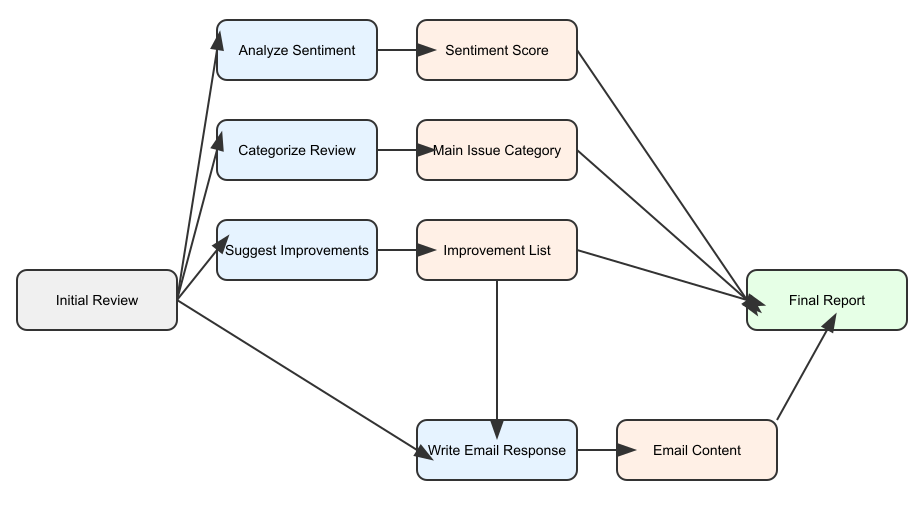 Analyze Sentiment
Sentiment Score
Categorize Review
Main Issue Category
Suggest Improvements
Improvement List
Initial Review
Final Report
Write Email Response
Email Content